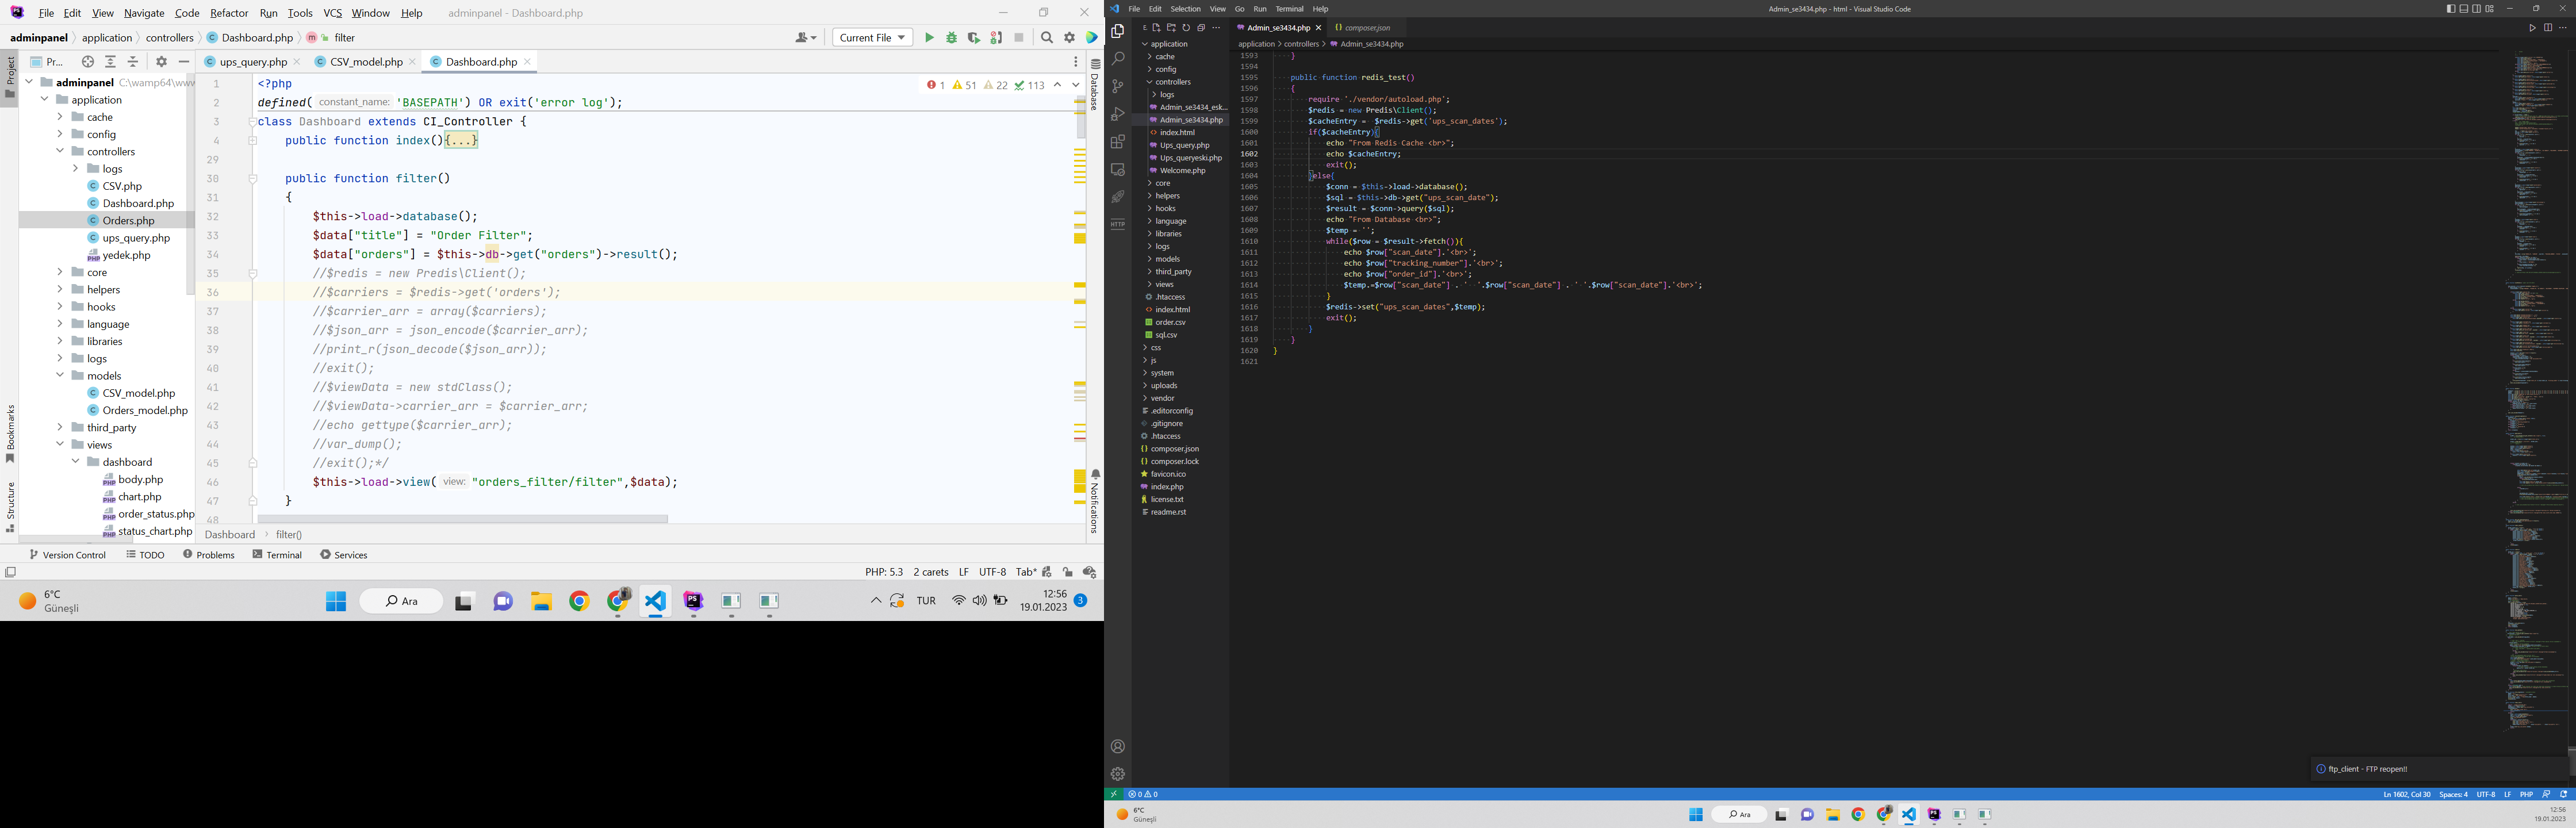 File Edit View Navigate Code Refactor Run Tools VCS Window Help adminpanel - Dashboard.php
adminpanel application controllers Dashboard.php m filter
Current File
Project
Pr...
ups_query.php
CSV_model.php
Dashboard.php
adminpanel C:\wamp64\www
application
cache
config
controllers
logs
CSV.php
Dashboard.php
Orders.php
ups_query.php
yedek.php
core
helpers
hooks
language
libraries
logs
models
CSV_model.php
Orders_model.php
third_party
views
dashboard
body.php
chart.php
order_status.php
status_chart.php
Bookmarks
Structure
1 51 22 113
1 <?php
2 defined( constant_name: 'BASEPATH') OR exit('error log');
3 class Dashboard extends CI_Controller {
4 public function index(){...}
29
30 public function filter()
31 {
32 $this->load->database();
33 $data["title"] = "Order Filter";
34 $data["orders"] = $this->db->get("orders")->result();
35 //$redis = new Predis\Client();
36 //$carriers = $redis->get('orders');
37 //$carrier_arr = array($carriers);
38 //$json_arr = json_encode($carrier_arr);
39 //print_r(json_decode($json_arr));
40 //exit();
41 //$viewData = new stdClass();
42 //$viewData->carrier_arr = $carrier_arr;
43 //echo gettype($carrier_arr);
44 //var_dump();
45 //exit();*/
46 $this->load->view( view: "orders_filter/filter",$data);
47 }
48
Database
Notifications
Dashboard filter()
Version Control TODO Problems Terminal Services
PHP: 5.3 2 carets LF UTF-8 Tab*
6°C
Güneşli
Ara
TUR
12:56
19.01.2023
3
File Edit Selection View Go Run Terminal Help
Admin_se3434.php - html - Visual Studio Code
E
Admin_se3434.php
composer.json
application > controllers > Admin_se3434.php
application
cache
config
controllers
logs
Admin_se3434_esk...
Admin_se3434.php
index.html
Ups_query.php
Ups_queryeski.php
Welcome.php
core
helpers
hooks
language
libraries
logs
models
third_party
views
.htaccess
index.html
order.csv
sql.csv
css
js
system
uploads
vendor
.editorconfig
.gitignore
.htaccess
composer.json
composer.lock
favicon.ico
index.php
license.txt
readme.rst
HTTP
1593 }
1594
1595 public function redis_test()
1596 {
1597 require './vendor/autoload.php';
1598 $redis = new Predis\Client();
1599 $cacheEntry = $redis->get('ups_scan_dates');
1600 if($cacheEntry){
1601 echo "From Redis Cache <br>";
1602 echo $cacheEntry;
1603 exit();
1604 }else{
1605 $conn = $this->load->database();
1606 $sql = $this->db->get("ups_scan_date");
1607 $result = $conn->query($sql);
1608 echo "From Database <br>";
1609 $temp = '';
1610 while($row = $result->fetch()){
1611 echo $row["scan_date"].'<br>';
1612 echo $row["tracking_number"].'<br>';
1613 echo $row["order_id"].'<br>';
1614 $temp.=$row["scan_date"] . ' '.$row["scan_date"] . ' '.$row["scan_date"].'<br>';
1615 }
1616 $redis->set("ups_scan_dates",$temp);
1617 exit();
1618 }
1619 }
1620 }
1621
ftp_client - FTP reopen!!
0 0
Ln 1602, Col 30 Spaces: 4 UTF-8 LF PHP
6°C
Güneşli
Ara
12:56
19.01.2023